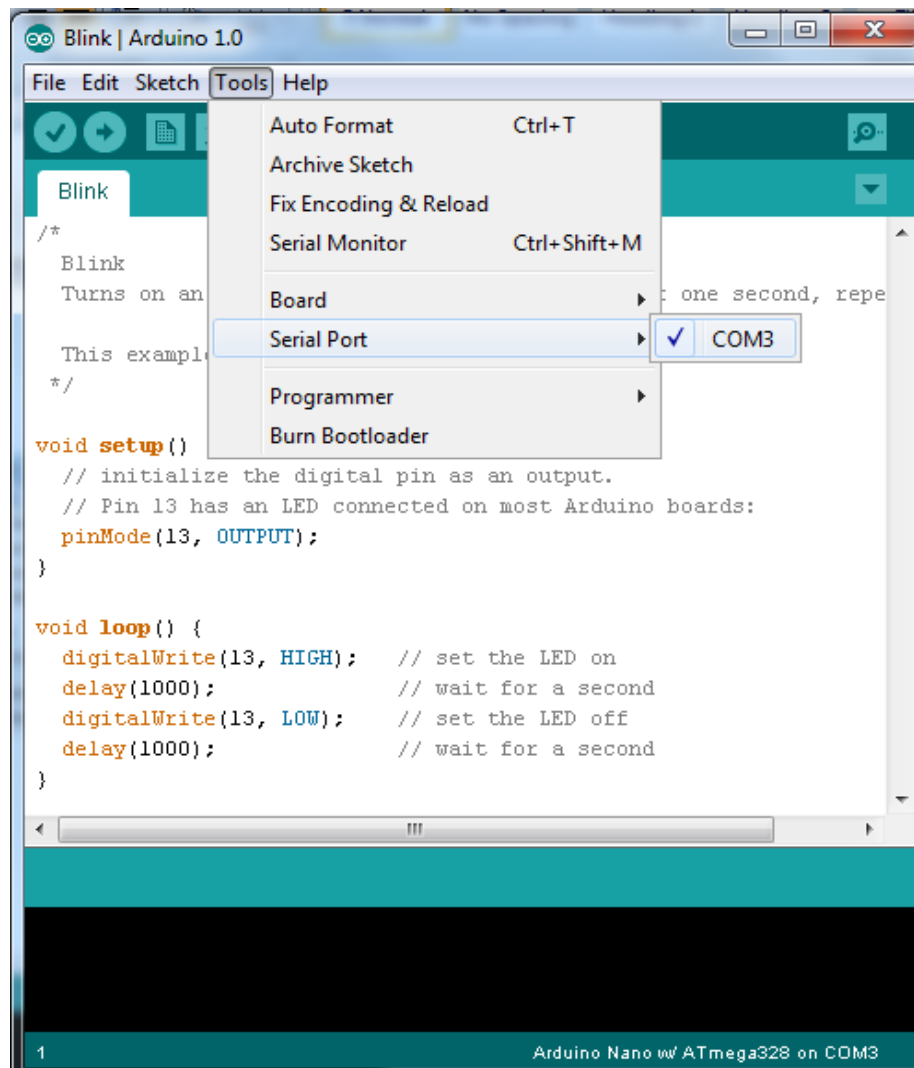 Blink | Arduino 1.0
File Edit Sketch Tools Help
Auto Format Ctrl+T
Archive Sketch
Fix Encoding & Reload
Serial Monitor Ctrl+Shift+M
Board
Serial Port
COM3
Programmer
Burn Bootloader
Blink
/*
Blink
Turns on an one second, repe
This exampl
*/
void setup()
// initialize the digital pin as an output.
// Pin 13 has an LED connected on most Arduino boards:
pinMode(13, OUTPUT);
}
void loop() {
digitalWrite(13, HIGH); // set the LED on
delay(1000); // wait for a second
digitalWrite(13, LOW); // set the LED off
delay(1000); // wait for a second
}
1 Arduino Nano w/ ATmega328 on COM3